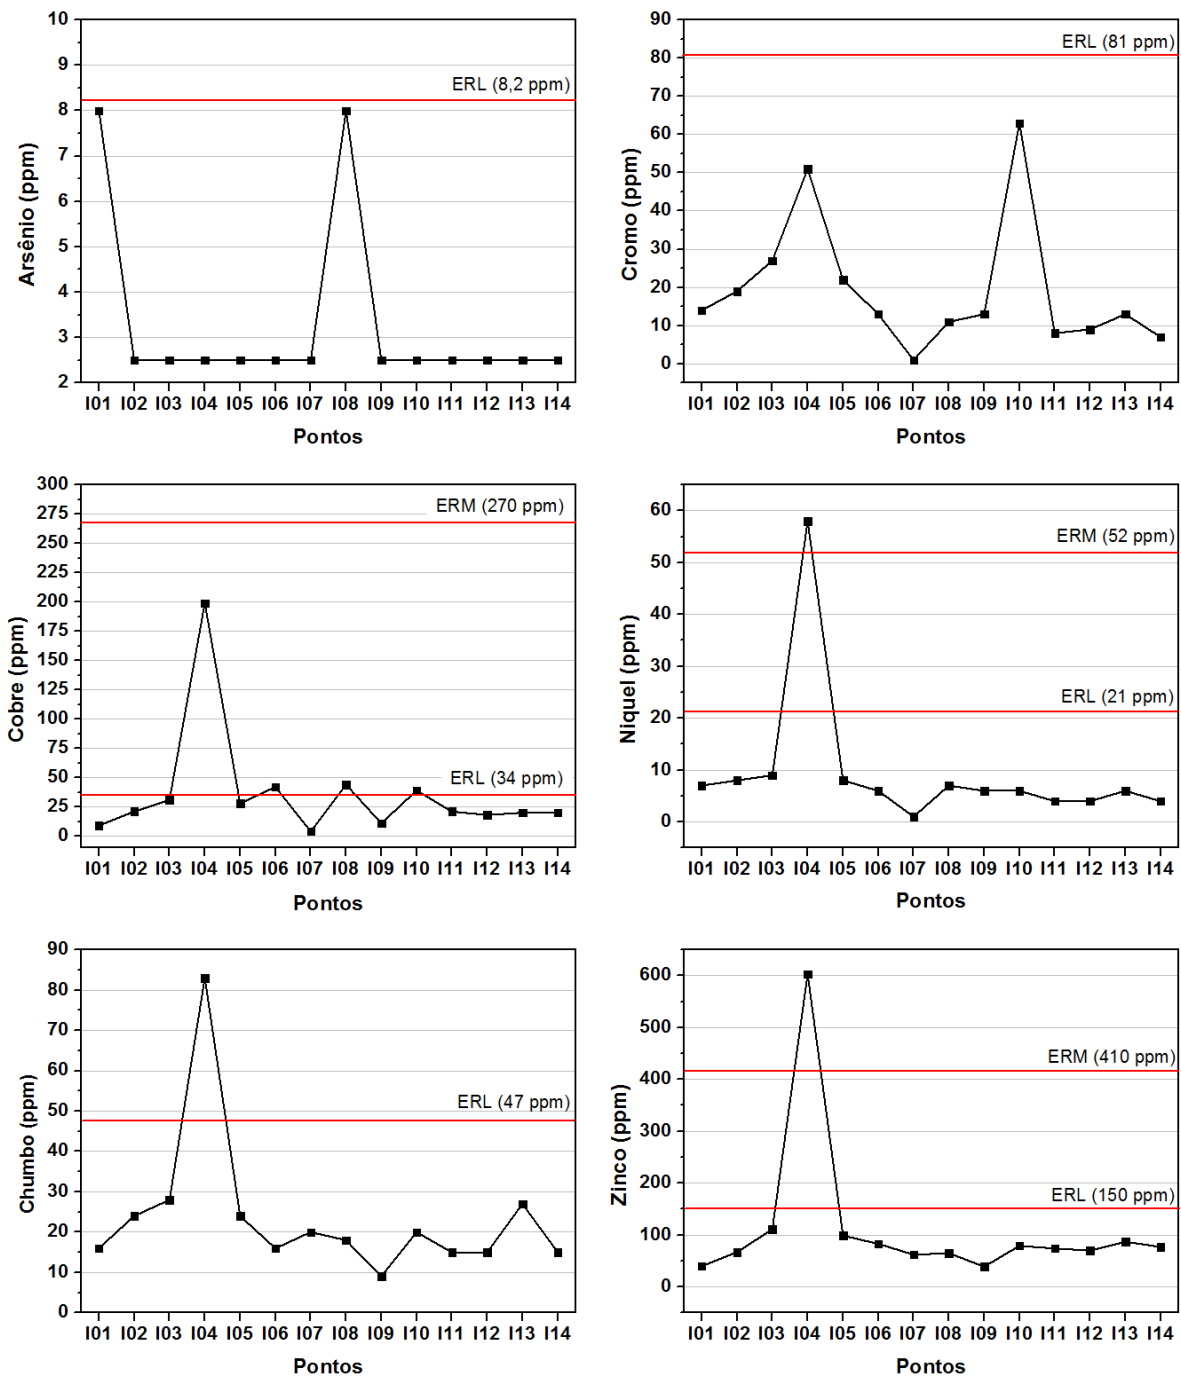 Arsênio (ppm)
10
9
8
7
6
5
4
3
2
ERL (8,2 ppm)
I01 I02 I03 I04 I05 I06 I07 I08 I09 I10 I11 I12 I13 I14
Pontos
Cromo (ppm)
90
80
70
60
50
40
30
20
10
0
ERL (81 ppm)
I01 I02 I03 I04 I05 I06 I07 I08 I09 I10 I11 I12 I13 I14
Pontos
Cobre (ppm)
300
275
250
225
200
175
150
125
100
75
50
25
0
ERM (270 ppm)
ERL (34 ppm)
I01 I02 I03 I04 I05 I06 I07 I08 I09 I10 I11 I12 I13 I14
Pontos
Niquel (ppm)
60
50
40
30
20
10
0
ERM (52 ppm)
ERL (21 ppm)
I01 I02 I03 I04 I05 I06 I07 I08 I09 I10 I11 I12 I13 I14
Pontos
Chumbo (ppm)
90
80
70
60
50
40
30
20
10
0
ERL (47 ppm)
I01 I02 I03 I04 I05 I06 I07 I08 I09 I10 I11 I12 I13 I14
Pontos
Zinco (ppm)
600
500
400
300
200
100
0
ERM (410 ppm)
ERL (150 ppm)
I01 I02 I03 I04 I05 I06 I07 I08 I09 I10 I11 I12 I13 I14
Pontos